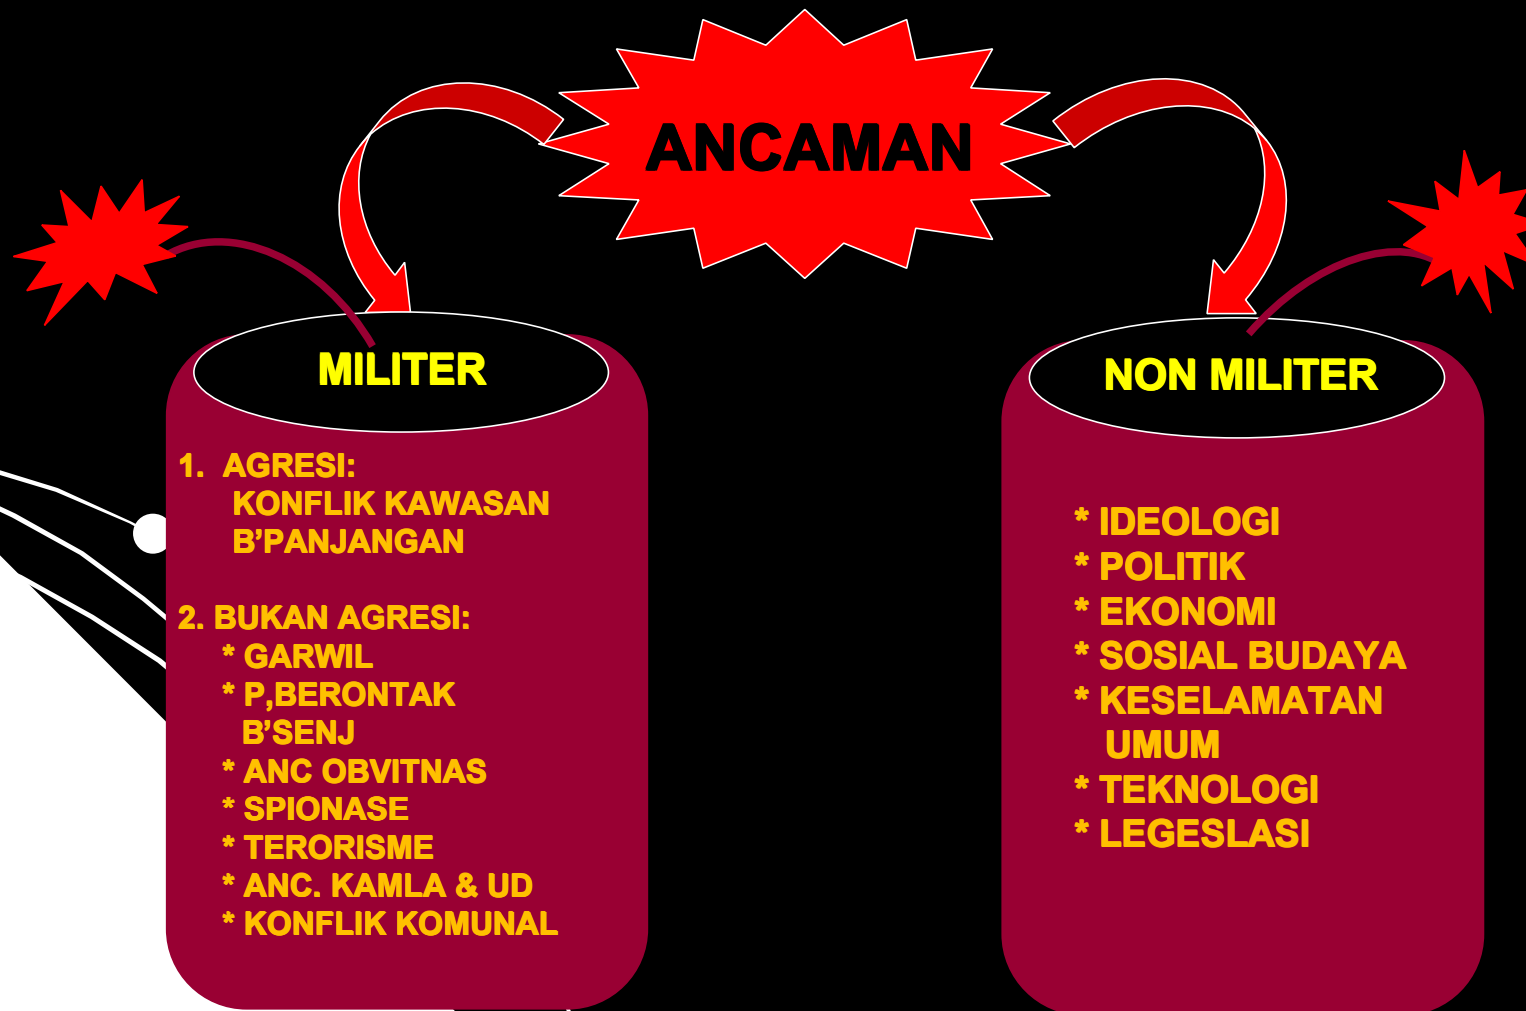 ANCAMAN
MILITER
1. AGRESI:
KONFLIK KAWASAN
B’PANJANGAN
2. BUKAN AGRESI:
* GARWIL
* P,BERONTAK
B’SENJ
* ANC OBVITNAS
* SPIONASE
* TERORISME
* ANC. KAMLA & UD
* KONFLIK KOMUNAL
NON MILITER
* IDEOLOGI
* POLITIK
* EKONOMI
* SOSIAL BUDAYA
* KESELAMATAN
UMUM
* TEKNOLOGI
* LEGESLASI